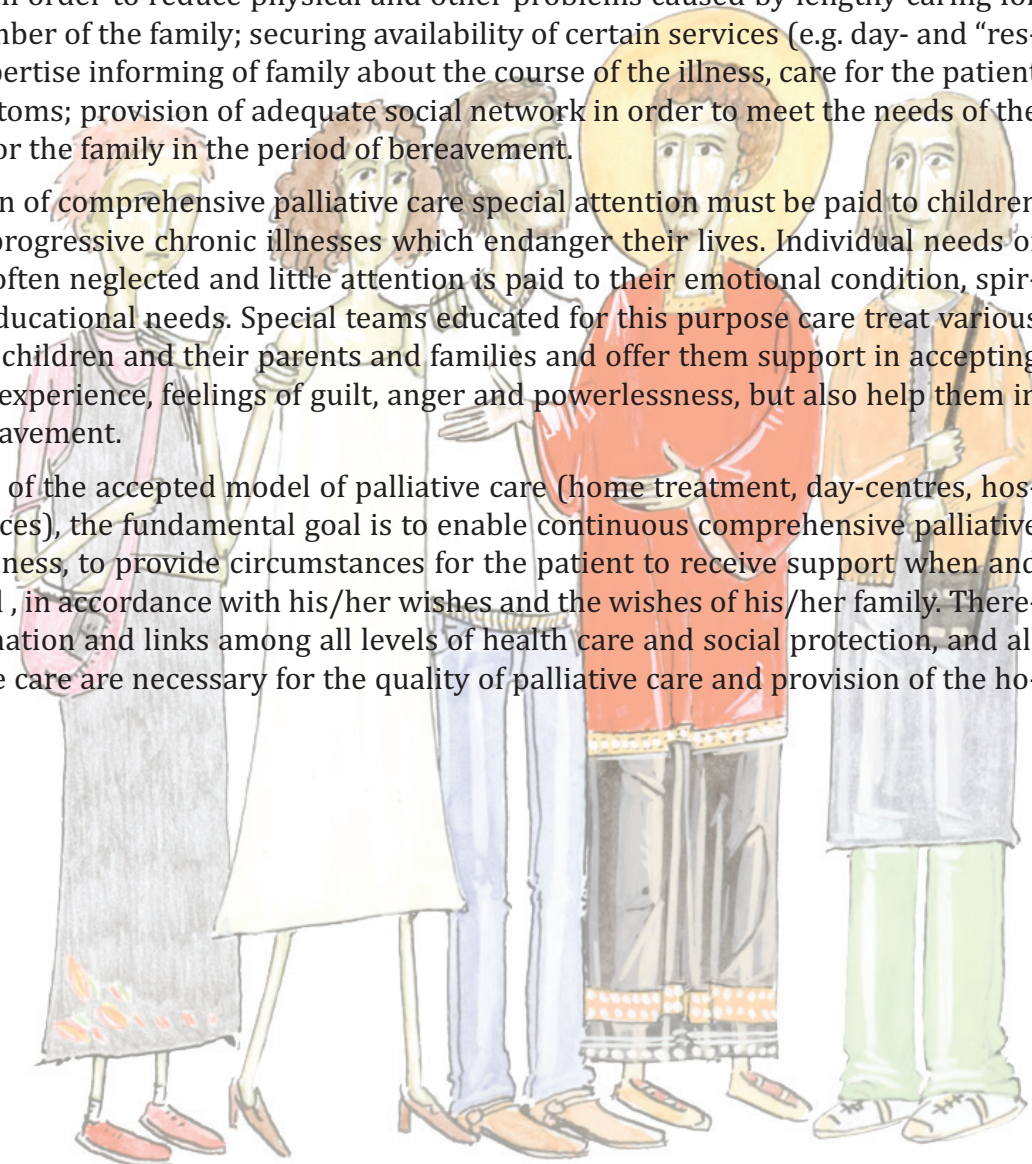 in order to reduce physical and other problems caused by lengthy caring for
mber of the family; securing availability of certain services (e.g. day- and “res-
pertise informing of family about the course of the illness, care for the patient
toms; provision of adequate social network in order to meet the needs of the
or the family in the period of bereavement.
n of comprehensive palliative care special attention must be paid to children
progressive chronic illnesses which endanger their lives. Individual needs of
often neglected and little attention is paid to their emotional condition, spir-
ducational needs. Special teams educated for this purpose care treat various
children and their parents and families and offer them support in accepting
experience, feelings of guilt, anger and powerlessness, but also help them in
avement.
of the accepted model of palliative care (home treatment, day-centres, hos-
ces), the fundamental goal is to enable continuous comprehensive palliative
ness, to provide circumstances for the patient to receive support when and
l , in accordance with his/her wishes and the wishes of his/her family. There-
nation and links among all levels of health care and social protection, and al
e care are necessary for the quality of palliative care and provision of the ho-